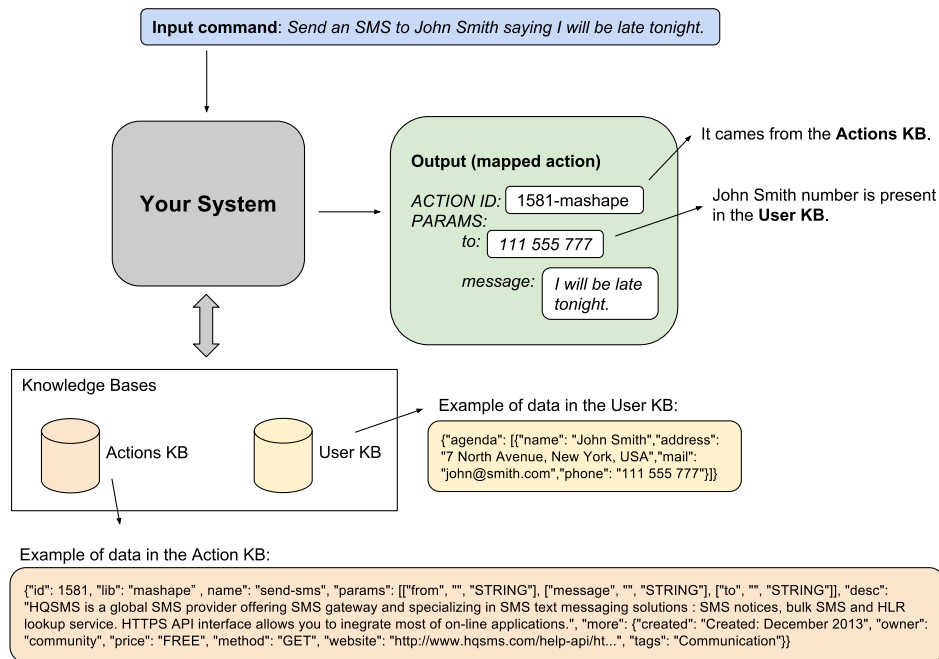 Input command: Send an SMS to John Smith saying I will be late tonight.
Your System
Output (mapped action)
ACTION ID: 1581-mashape
PARAMS:
to: 111 555 777
message: I will be late
tonight.
It cames from the Actions KB.
John Smith number is present
in the User KB.
Knowledge Bases
Actions KB
User KB
Example of data in the User KB:
{"agenda": [{"name": "John Smith","address":
"7 North Avenue, New York, USA","mail":
"john@smith.com","phone": "111 555 777"}]}
Example of data in the Action KB:
{"id": 1581, "lib": "mashape" , name": "send-sms", "params": [["from", "", "STRING"], ["message", "", "STRING"], ["to", "", "STRING"]], "desc":
"HQSMS is a global SMS provider offering SMS gateway and specializing in SMS text messaging solutions : SMS notices, bulk SMS and HLR
lookup service. HTTPS API interface allows you to inegrate most of on-line applications.", "more": {"created": "Created: December 2013", "owner":
"community", "price": "FREE", "method": "GET", "website": "http://www.hqsms.com/help-api/ht... ", "tags": "Communication"}}